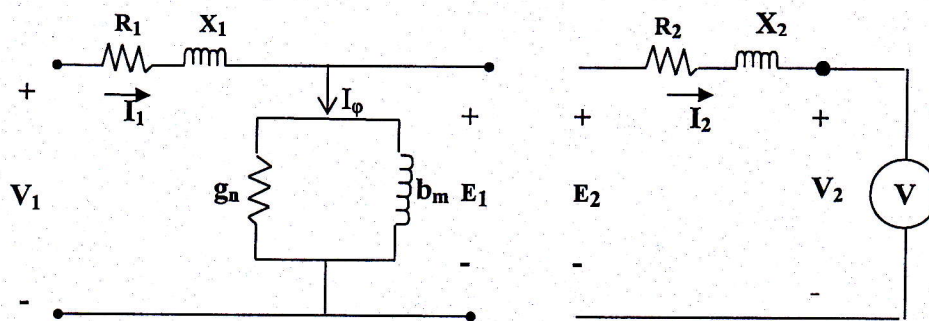 R₁ X₁ R₂ X₂
+ I₁ Iφ + + I₂ +
V₁ gₙ bₘ E₁ E₂ V₂ V
- - - -